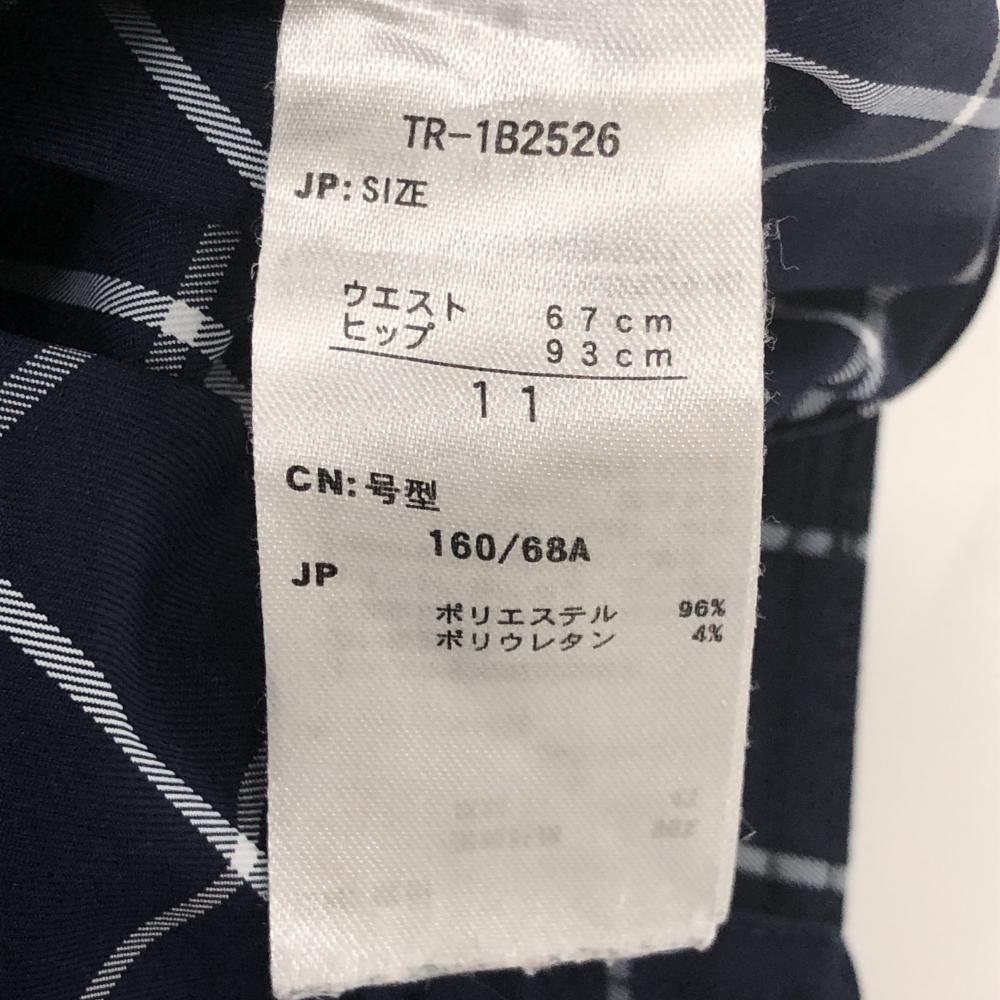 TR-1B2526
JP: SIZE
ウエスト 67cm
ヒップ 93cm
11
CN: 号型
160/68A
JP
ポリエステル 96%
ポリウレタン 4%